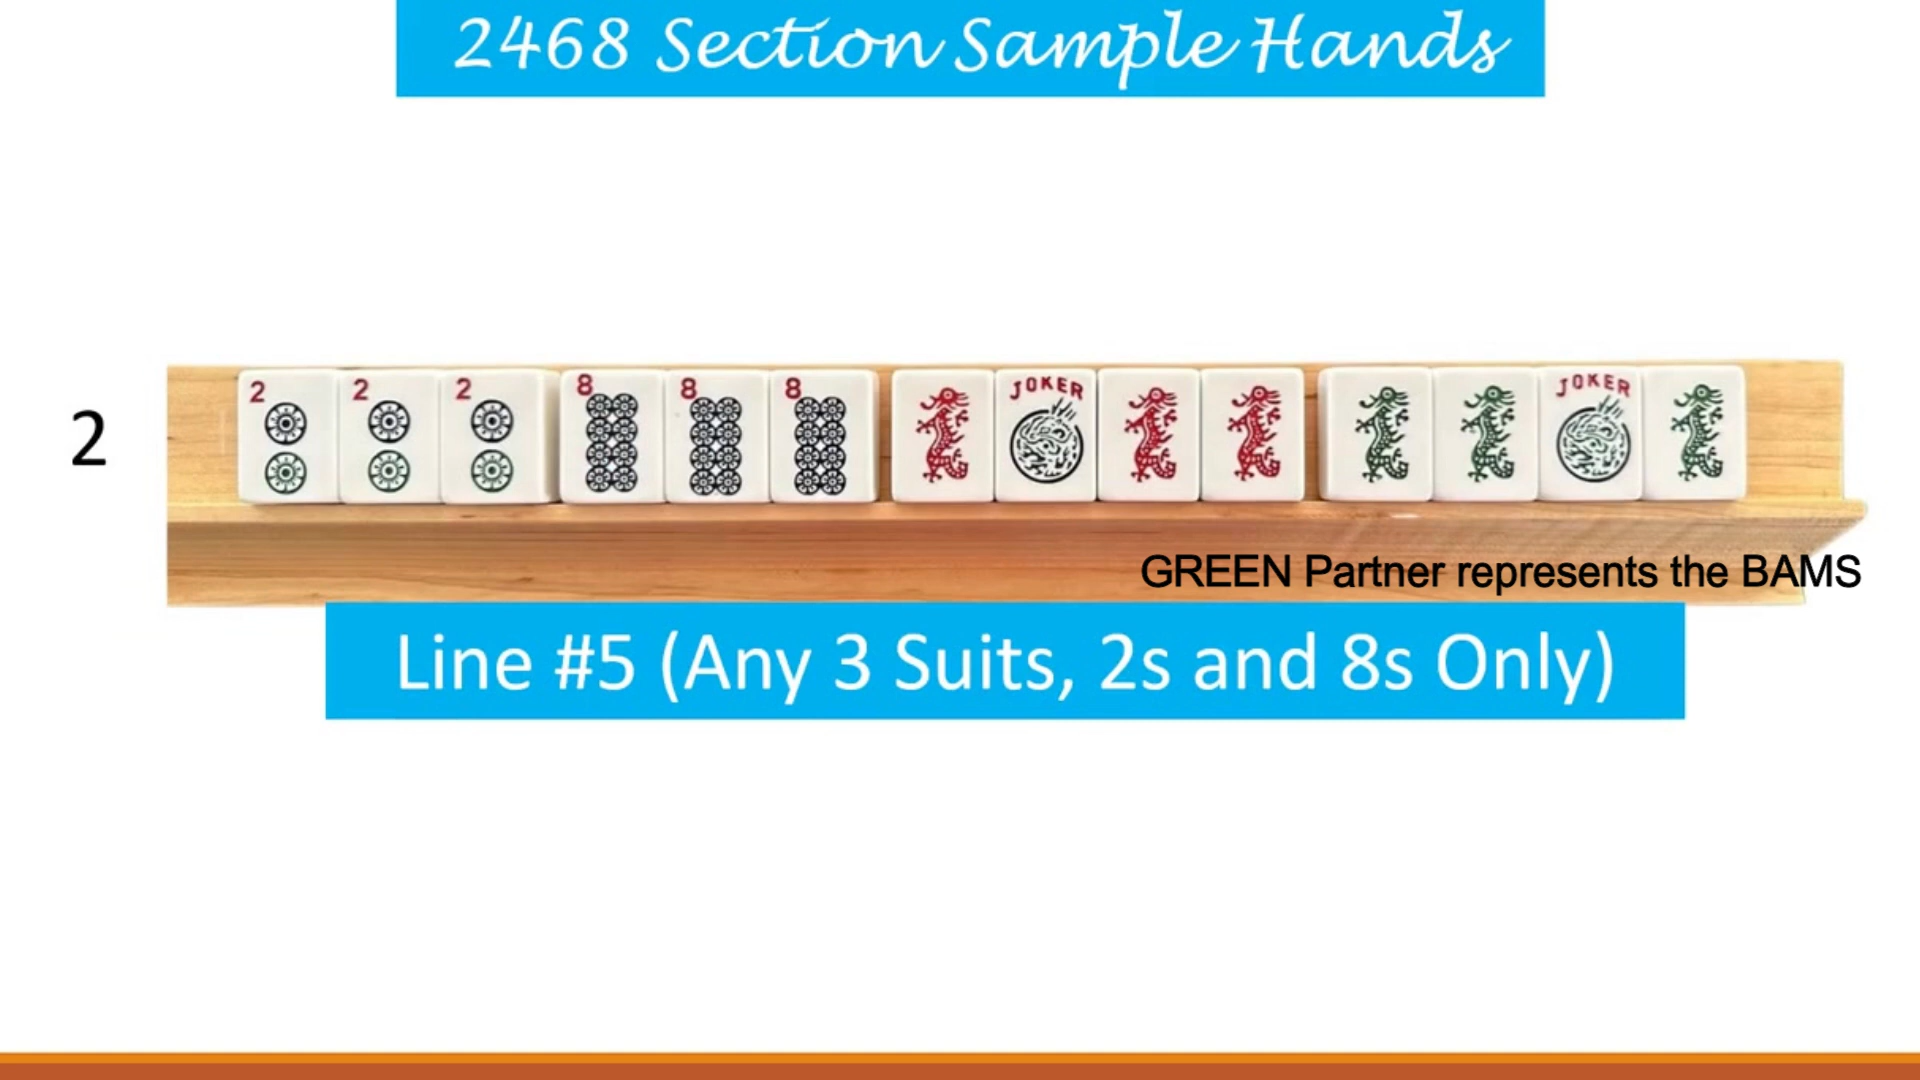 2468 Section Sample Hands
2
2 2 2 8 8 8 JOKER JOKER
GREEN Partner represents the BAMS
Line #5 (Any 3 Suits, 2s and 8s Only)